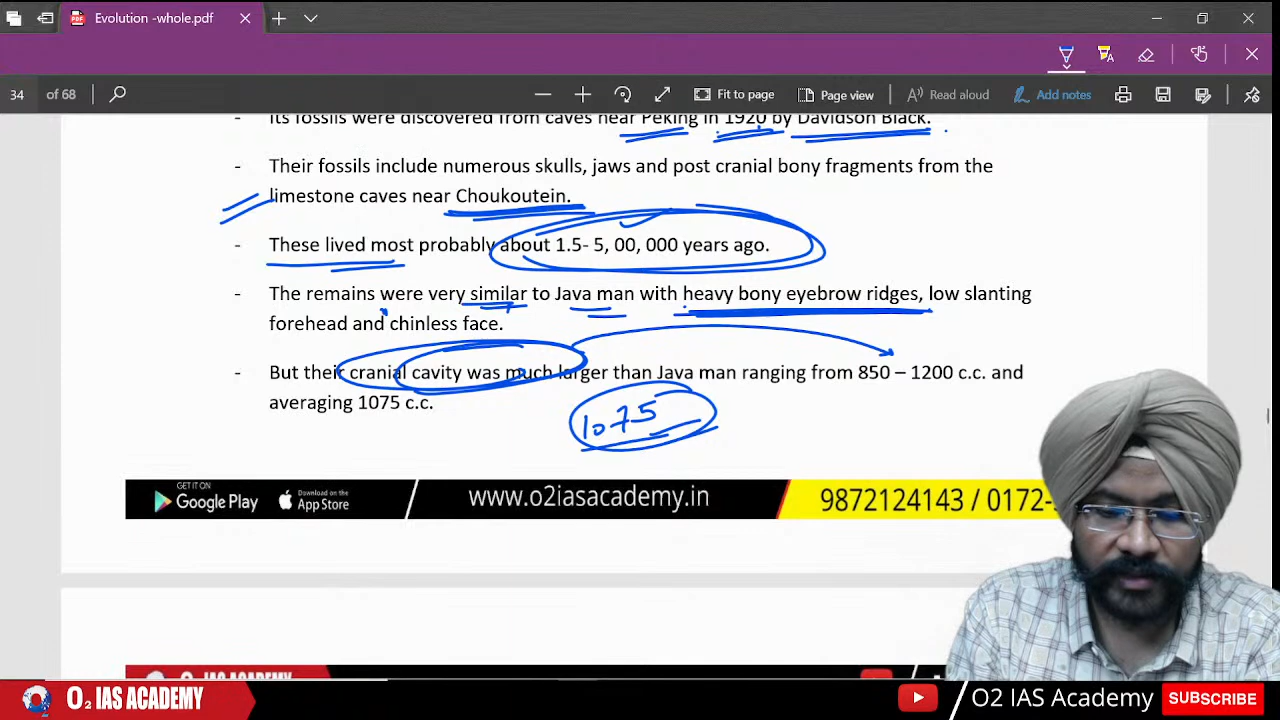 Evolution -whole.pdf
34 of 68
Fit to page
Page view
Read aloud
Add notes
Its fossils were discovered from caves near Peking in 1920 by Davidson Black.
- Their fossils include numerous skulls, jaws and post cranial bony fragments from the
limestone caves near Choukoutein.
- These lived most probably about 1.5- 5, 00, 000 years ago.
- The remains were very similar to Java man with heavy bony eyebrow ridges, low slanting
forehead and chinless face.
- But their cranial cavity was much larger than Java man ranging from 850 – 1200 c.c. and
averaging 1075 c.c.
1075
GET IT ON
Google Play
Download on the
App Store
www.o2iasacademy.in
9872124143 / 0172-
O2 IAS ACADEMY
O2 IAS Academy
SUBSCRIBE